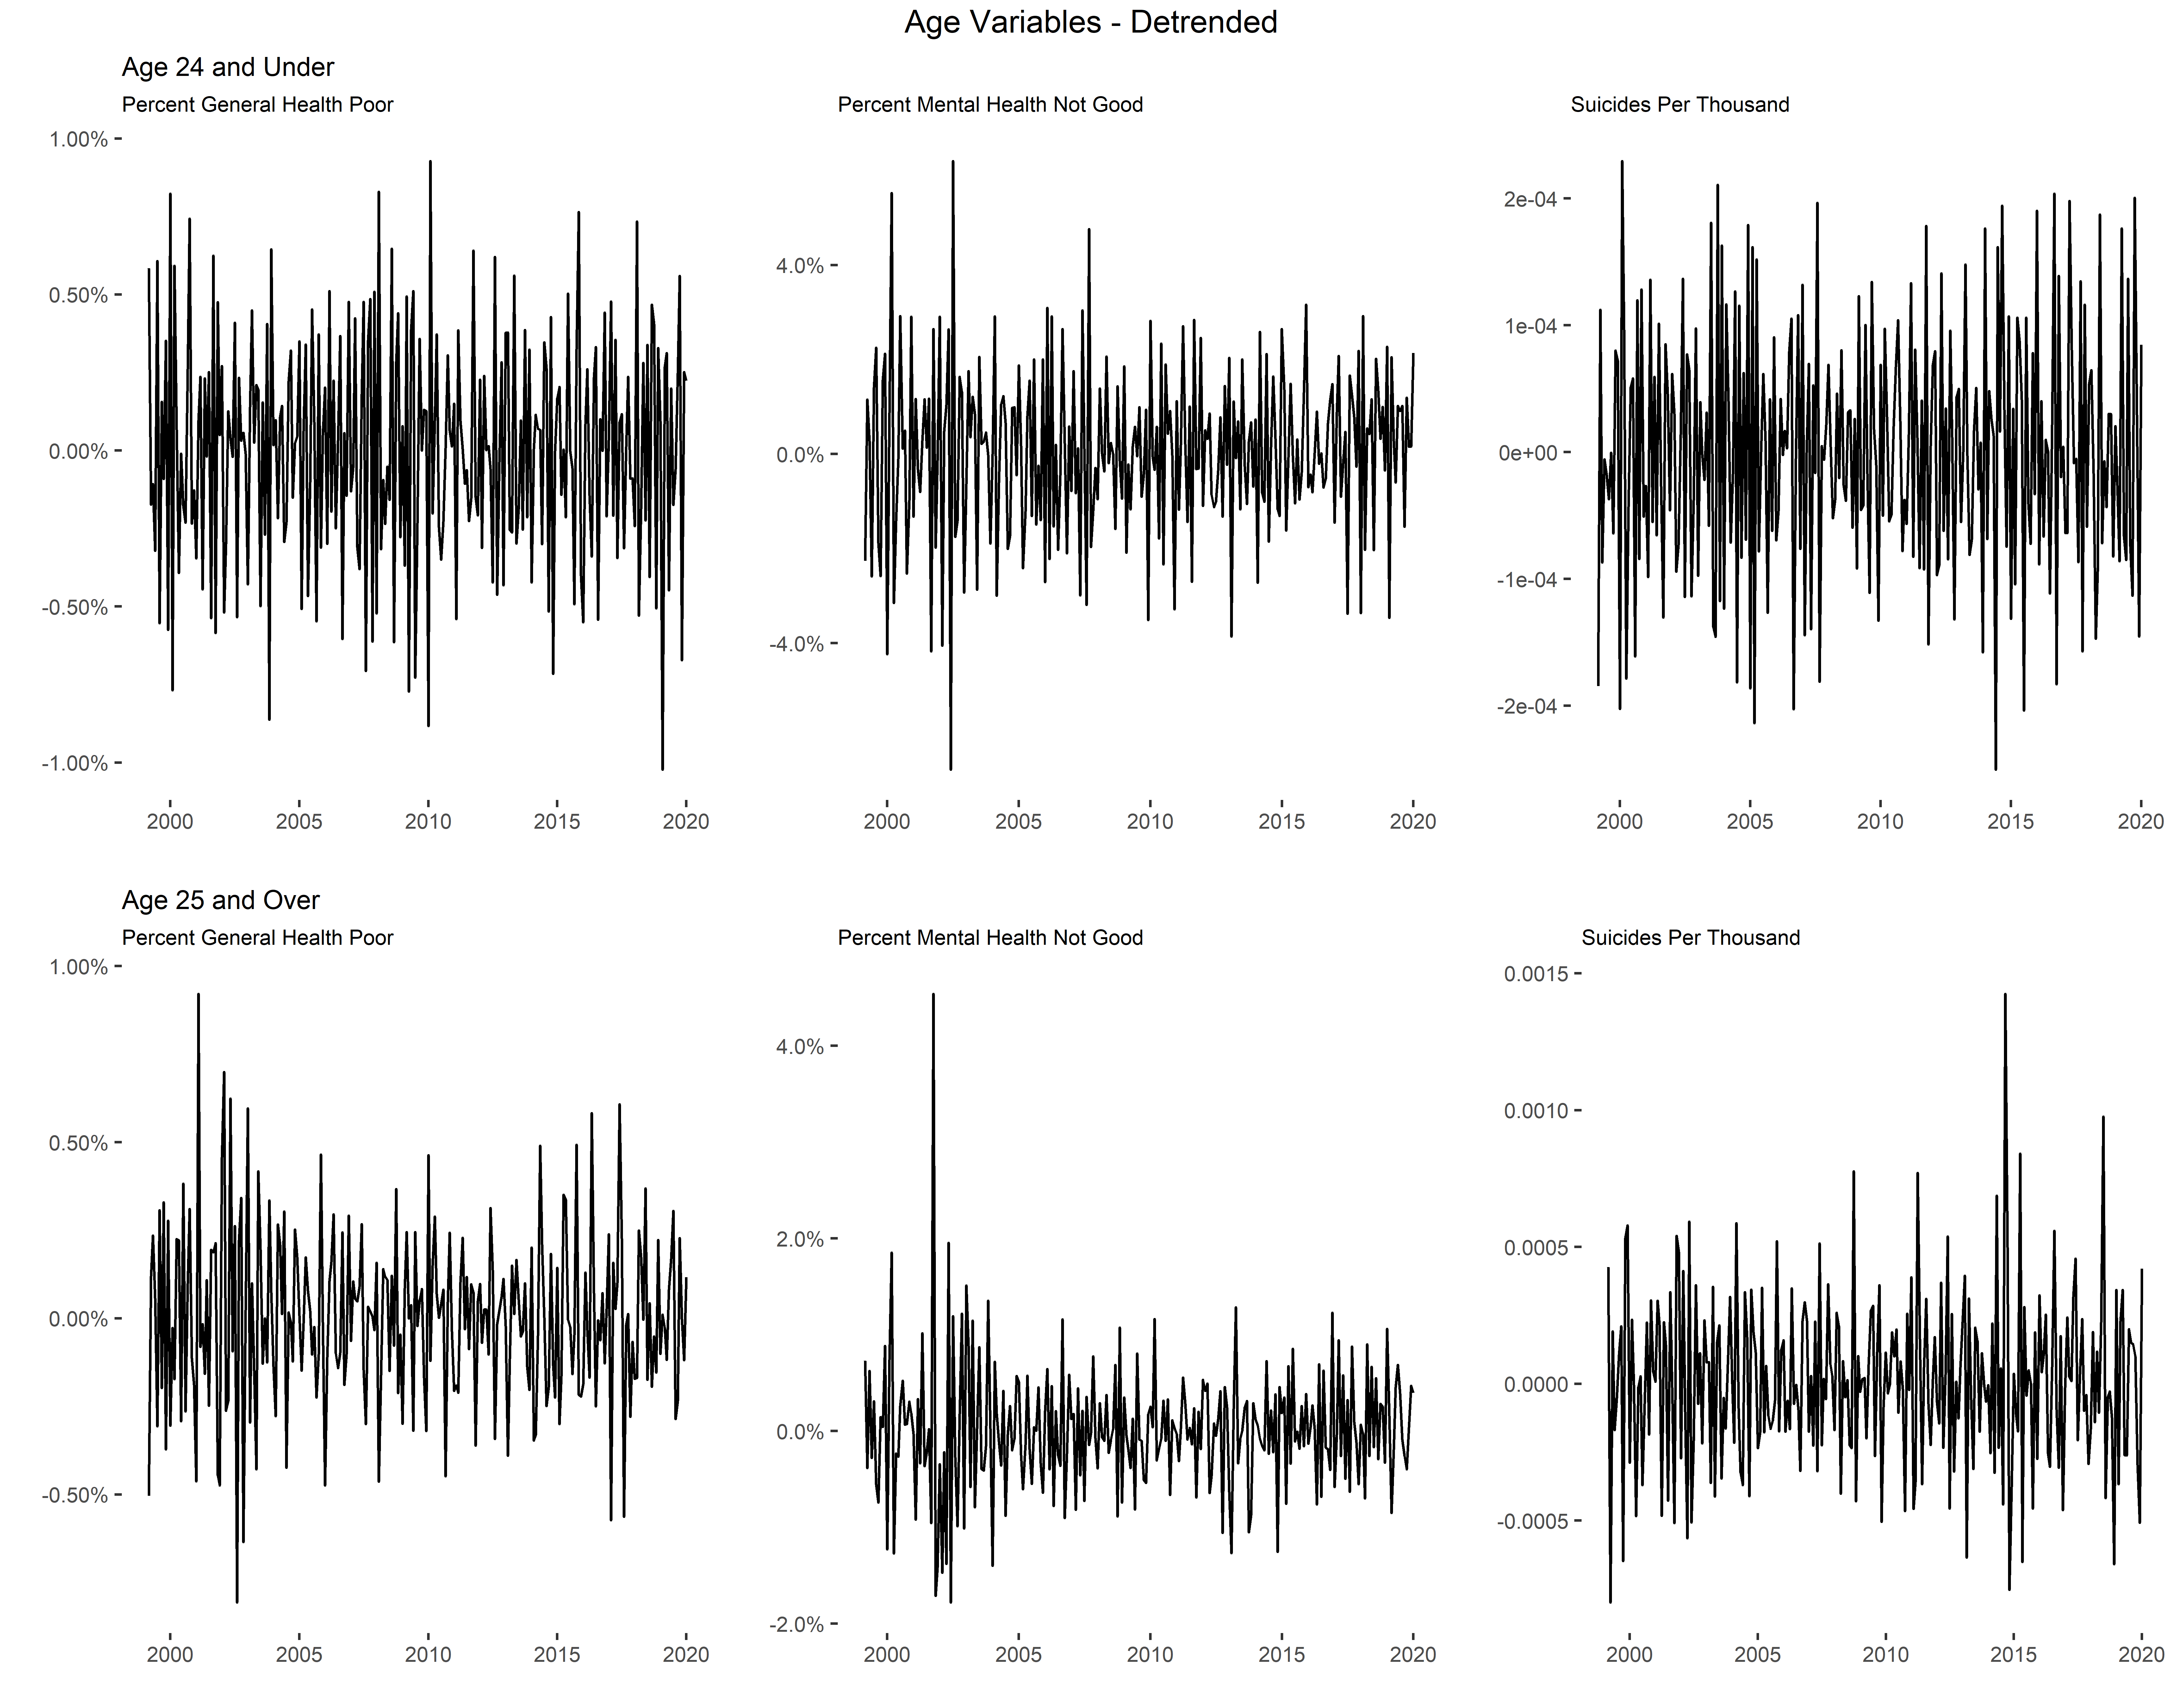 Age Variables - Detrended
Age 24 and Under
Percent General Health Poor
Percent Mental Health Not Good
Suicides Per Thousand
1.00%
0.50%
0.00%
-0.50%
-1.00%
4.0%
0.0%
-4.0%
2e-04
1e-04
0e+00
-1e-04
-2e-04
2000 2005 2010 2015 2020
2000 2005 2010 2015 2020
2000 2005 2010 2015 2020
Age 25 and Over
Percent General Health Poor
Percent Mental Health Not Good
Suicides Per Thousand
1.00%
0.50%
0.00%
-0.50%
4.0%
2.0%
0.0%
-2.0%
0.0015
0.0010
0.0005
0.0000
-0.0005
2000 2005 2010 2015 2020
2000 2005 2010 2015 2020
2000 2005 2010 2015 2020